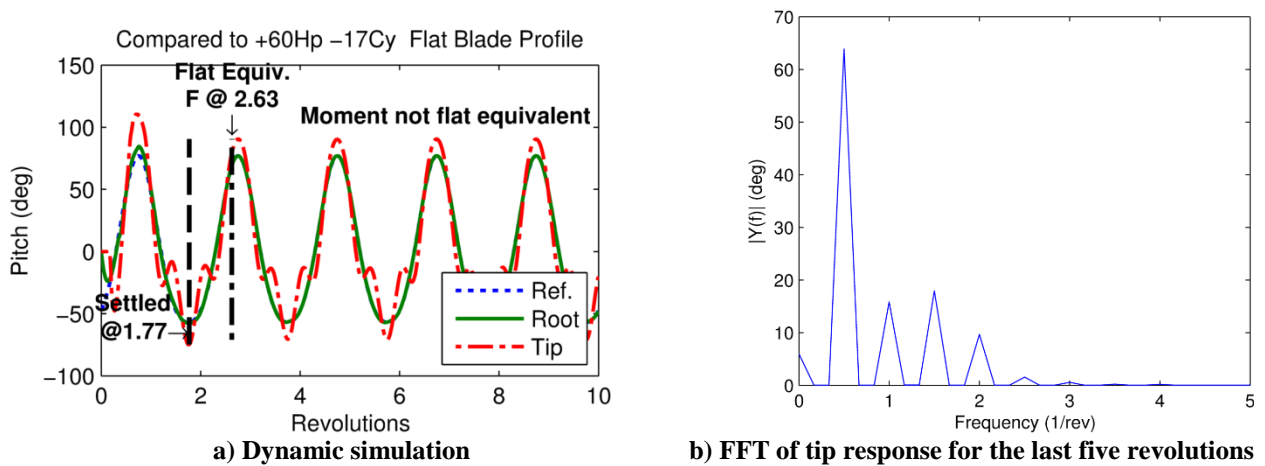 Compared to +60Hp −17Cy Flat Blade Profile
150
100
50
0
−50
−100
Pitch (deg)
Flat Equiv.
F @ 2.63
Moment not flat equivalent
Settled
@1.77
Ref.
Root
Tip
0 2 4 6 8 10
Revolutions
a) Dynamic simulation
70
60
50
40
30
20
10
0
|Y(f)| (deg)
0 1 2 3 4 5
Frequency (1/rev)
b) FFT of tip response for the last five revolutions